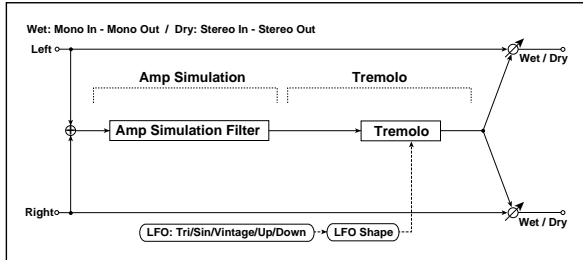 Wet: Mono In - Mono Out / Dry: Stereo In - Stereo Out
Left
Wet / Dry
Amp Simulation
Tremolo
Amp Simulation Filter
Tremolo
Right
Wet / Dry
LFO: Tri/Sin/Vintage/Up/Down
LFO Shape